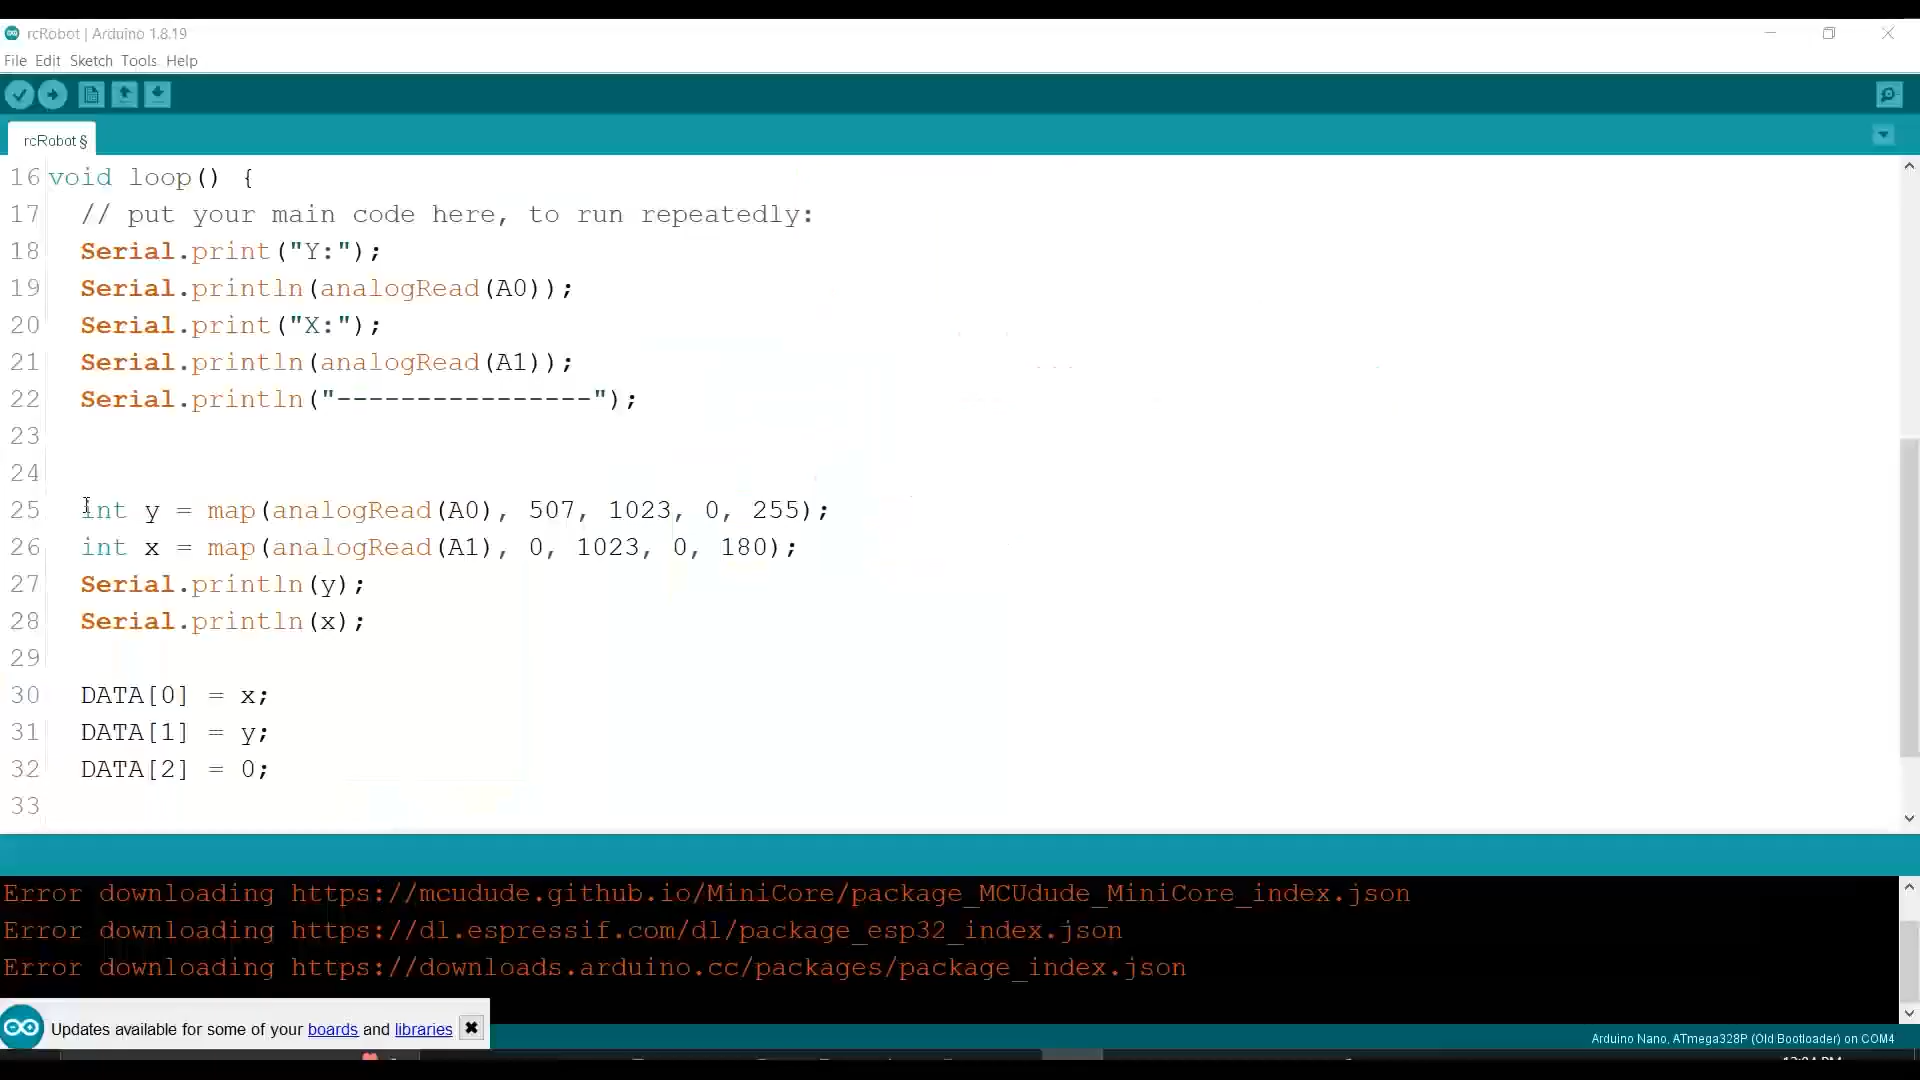 rcRobot | Arduino 1.8.19
File Edit Sketch Tools Help
rcRobot §
16 void loop() {
17 // put your main code here, to run repeatedly:
18 Serial.print("Y:");
19 Serial.println(analogRead(A0));
20 Serial.print("X:");
21 Serial.println(analogRead(A1));
22 Serial.println("----------------");
23
24
25 int y = map(analogRead(A0), 507, 1023, 0, 255);
26 int x = map(analogRead(A1), 0, 1023, 0, 180);
27 Serial.println(y);
28 Serial.println(x);
29
30 DATA[0] = x;
31 DATA[1] = y;
32 DATA[2] = 0;
33
Error downloading https://mcudude.github.io/MiniCore/package_MCUdude_MiniCore_index.json
Error downloading https://dl.espressif.com/dl/package_esp32_index.json
Error downloading https://downloads.arduino.cc/packages/package_index.json
Updates available for some of your boards and libraries
Arduino Nano, ATmega328P (Old Bootloader) on COM4